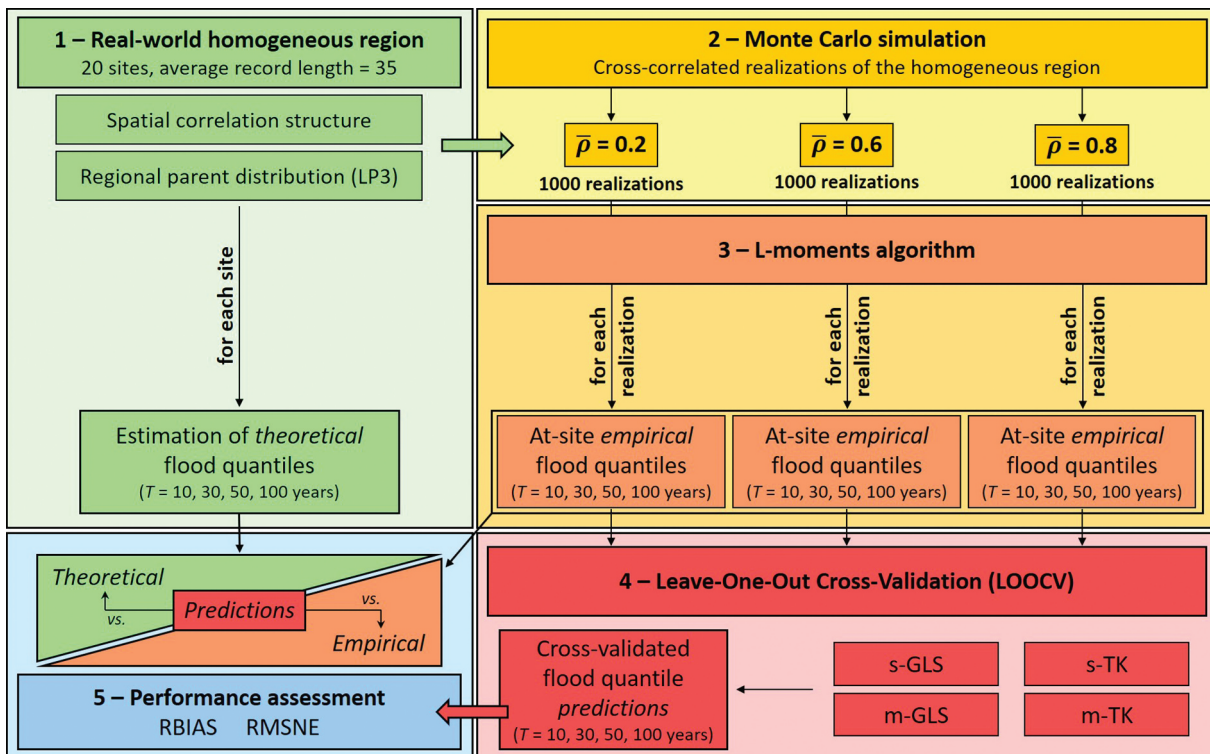 1 – Real-world homogeneous region
20 sites, average record length = 35
Spatial correlation structure
Regional parent distribution (LP3)
for each site
Estimation of theoretical
flood quantiles
(T = 10, 30, 50, 100 years)
2 – Monte Carlo simulation
Cross-correlated realizations of the homogeneous region
ρ̅ = 0.2
ρ̅ = 0.6
ρ̅ = 0.8
1000 realizations
1000 realizations
1000 realizations
3 – L-moments algorithm
for each
realization
for each
realization
for each
realization
At-site empirical
flood quantiles
(T = 10, 30, 50, 100 years)
At-site empirical
flood quantiles
(T = 10, 30, 50, 100 years)
At-site empirical
flood quantiles
(T = 10, 30, 50, 100 years)
4 – Leave-One-Out Cross-Validation (LOOCV)
s-GLS
s-TK
m-GLS
m-TK
Cross-validated
flood quantile
predictions
(T = 10, 30, 50, 100 years)
Theoretical
vs.
Predictions
vs.
Empirical
5 – Performance assessment
RBIAS RMSNE